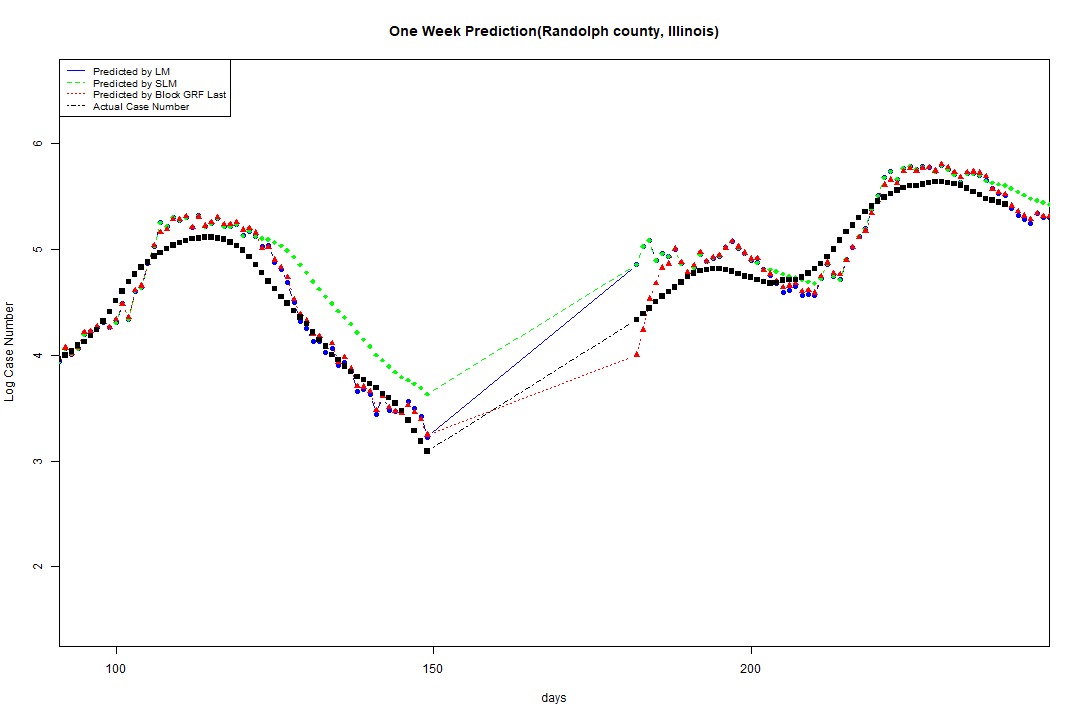 One Week Prediction(Randolph county, Illinois)
Predicted by LM
Predicted by SLM
Predicted by Block GRF Last
Actual Case Number
6
5
4
3
2
Log Case Number
100
150
200
days